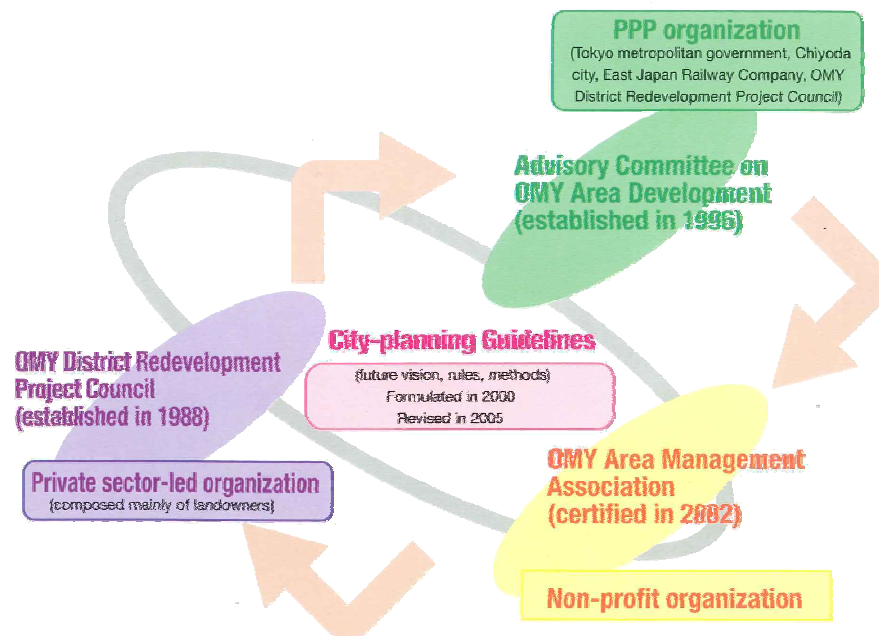 PPP organization
(Tokyo metropolitan government, Chiyoda
city, East Japan Railway Company, OMY
District Redevelopment Project Council)
Advisory Committee on
OMY Area Development
(established in 1996)
City-planning Guidelines
(future vision, rules, methods)
Formulated in 2000
Revised in 2005
OMY District Redevelopment
Project Council
(established in 1988)
Private sector-led organization
(composed mainly of landowners)
OMY Area Management
Association
(certified in 2002)
Non-profit organization